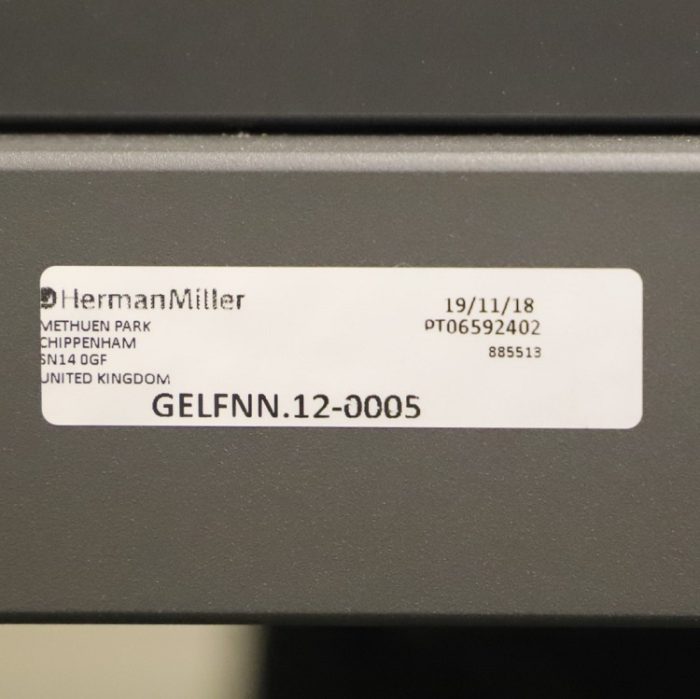 HermanMiller
METHUEN PARK
CHIPPENHAM
SN14 0GF
UNITED KINGDOM
19/11/18
PT06592402
885513
GELFNN.12-0005